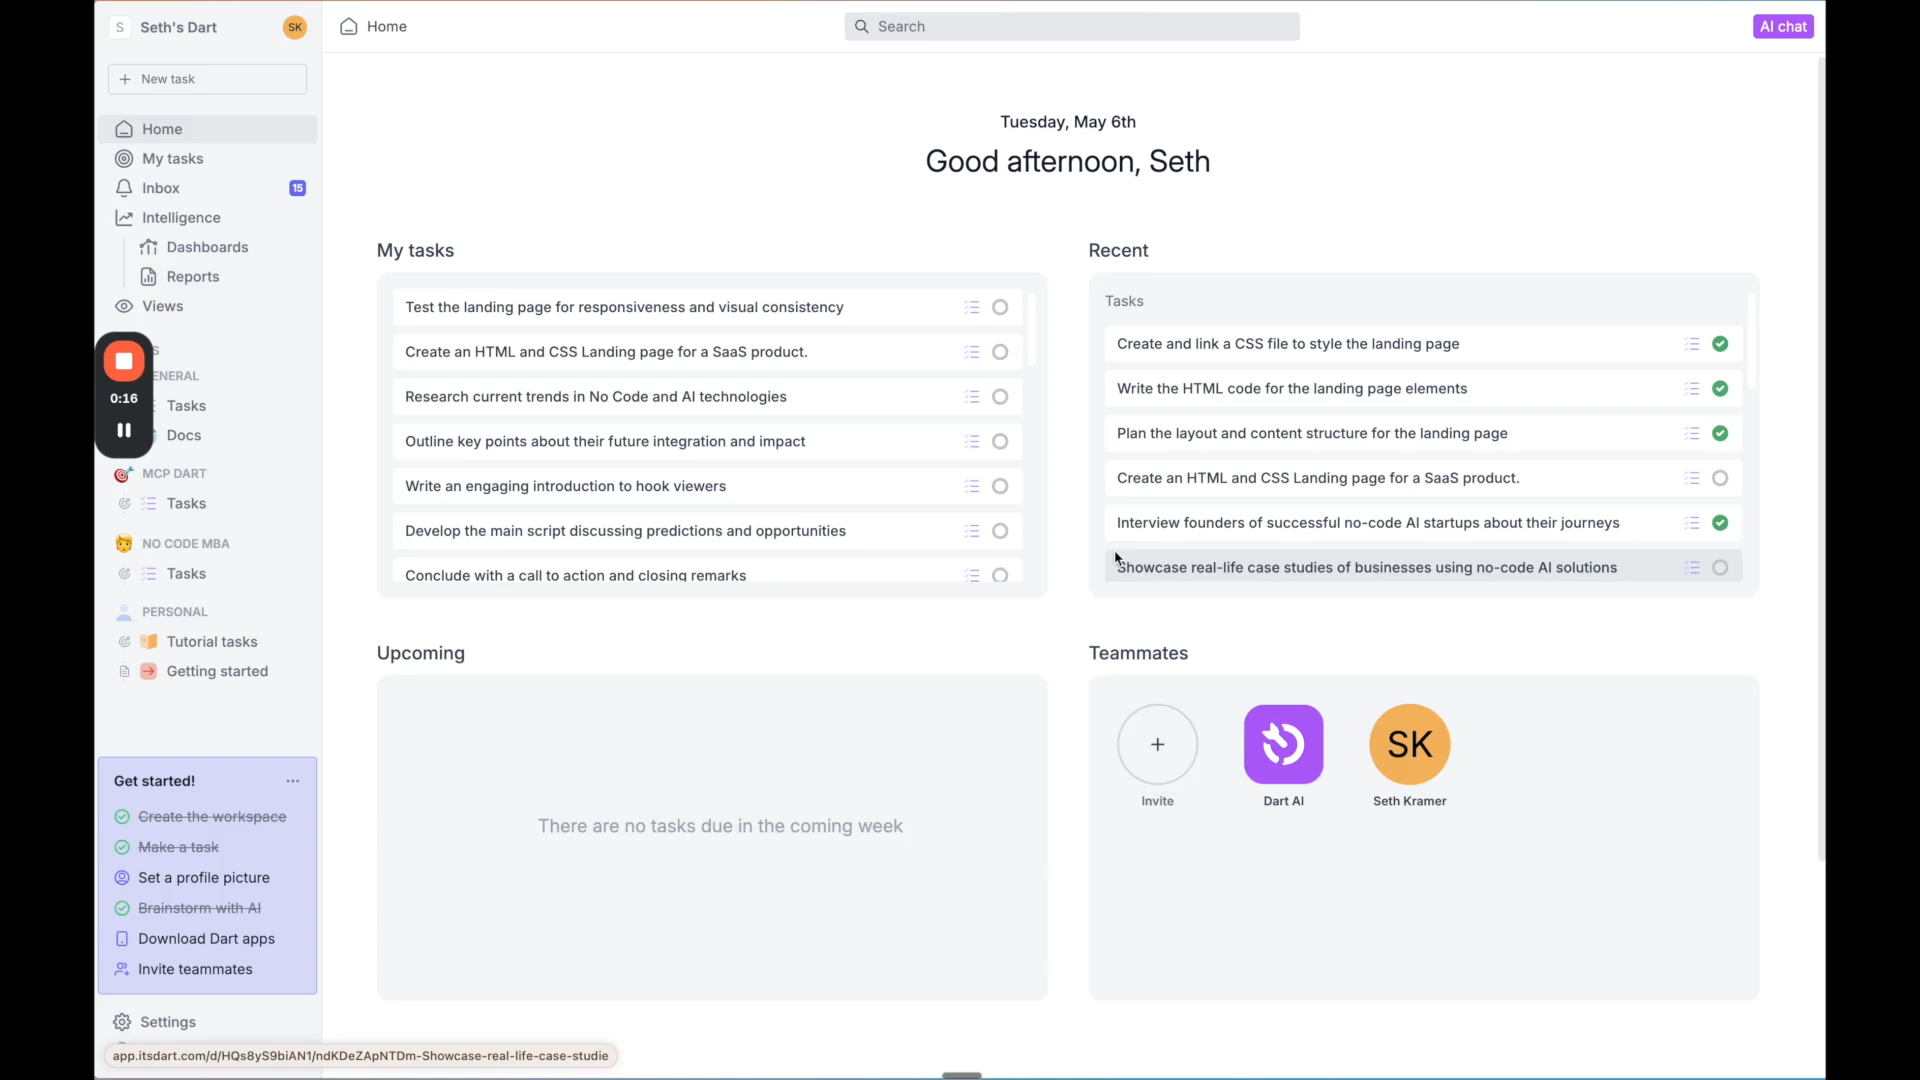 S Seth's Dart SK
Home
Search
AI chat
New task
Home
My tasks
Inbox 15
Intelligence
Dashboards
Reports
Views
S
ENERAL
Tasks
Docs
0:16
MCP DART
Tasks
NO CODE MBA
Tasks
PERSONAL
Tutorial tasks
Getting started
Get started!
Create the workspace
Make a task
Set a profile picture
Brainstorm with AI
Download Dart apps
Invite teammates
Settings
app.itsdart.com/d/HQs8yS9biAN1/ndKDeZApNTDm-Showcase-real-life-case-studie
Tuesday, May 6th
Good afternoon, Seth
My tasks
Test the landing page for responsiveness and visual consistency
Create an HTML and CSS Landing page for a SaaS product.
Research current trends in No Code and AI technologies
Outline key points about their future integration and impact
Write an engaging introduction to hook viewers
Develop the main script discussing predictions and opportunities
Conclude with a call to action and closing remarks
Recent
Tasks
Create and link a CSS file to style the landing page
Write the HTML code for the landing page elements
Plan the layout and content structure for the landing page
Create an HTML and CSS Landing page for a SaaS product.
Interview founders of successful no-code AI startups about their journeys
Showcase real-life case studies of businesses using no-code AI solutions
Upcoming
There are no tasks due in the coming week
Teammates
SK
Invite
Dart AI
Seth Kramer